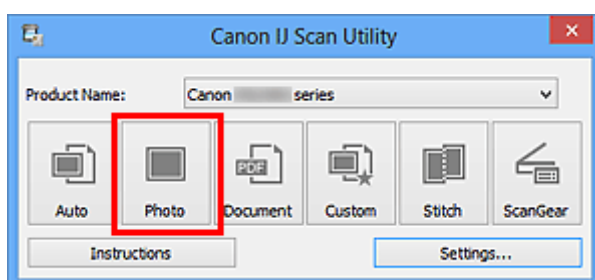 Canon IJ Scan Utility
Product Name: Canon series
PDF
Auto Photo Document Custom Stitch ScanGear
Instructions Settings...